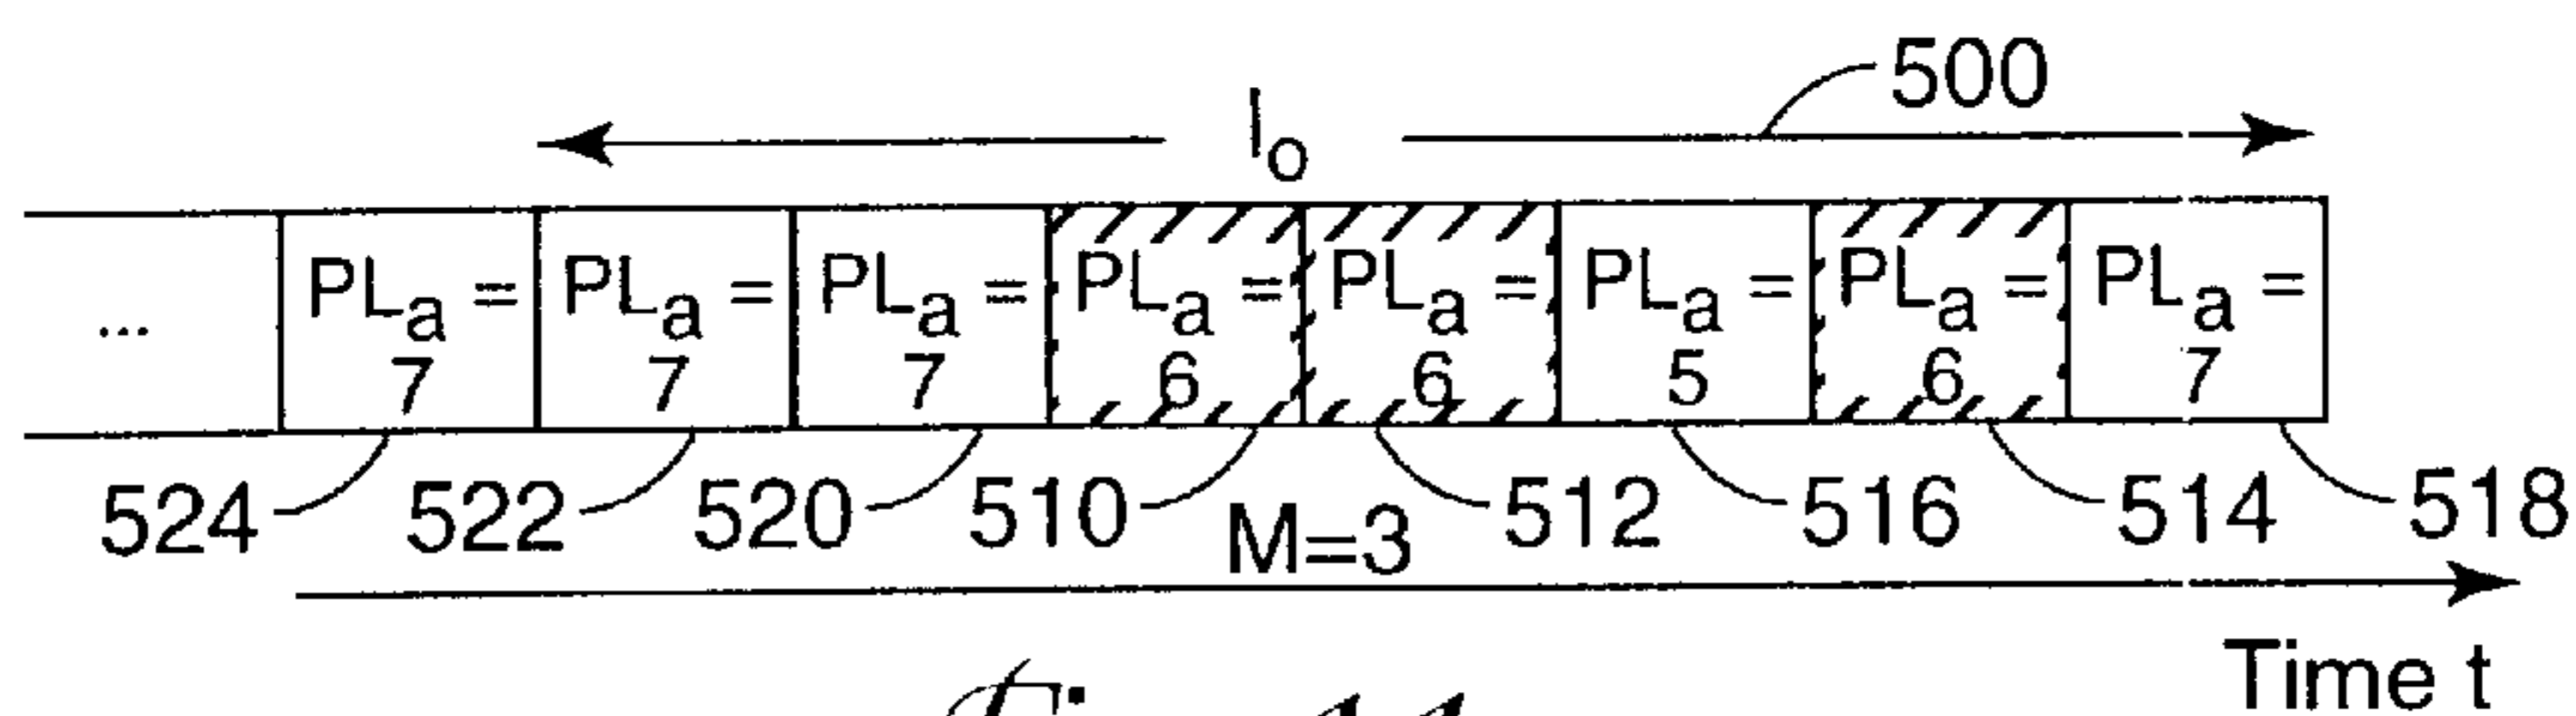 500
Io
... PLa = 7 PLa = 7 PLa = 7 PLa = 6 PLa = 6 PLa = 5 PLa = 6 PLa = 7
524 522 520 510 512 516 514 518
M=3
Time t